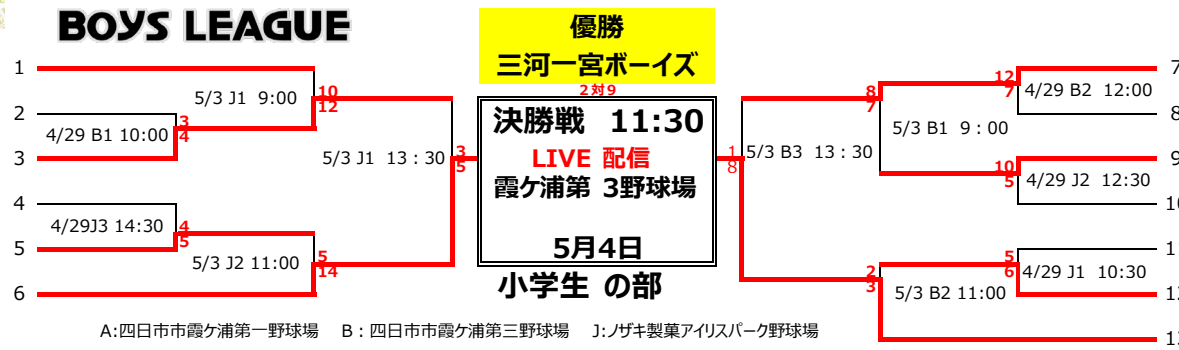 BOYS LEAGUE
優勝
三河一宮ボーイズ
2対9
決勝戦 11:30
LIVE 配信
霞ケ浦第 3野球場
5月4日
小学生 の部
1
2
3
4
5
6
5/3 J1 9:00
10
12
4/29 B1 10:00
3
4
5/3 J1 13：30
3
5
4/29J3 14:30
4
5
5/3 J2 11:00
5
14
7
8
9
12
12
7
4/29 B2 12:00
8
7
5/3 B1 9：00
1
8
5/3 B3 13：30
10
5
4/29 J2 12:30
5
6
4/29 J1 10:30
2
3
5/3 B2 11:00
A:四日市市霞ケ浦第一野球場 B：四日市市霞ケ浦第三野球場 J:ノザキ製菓アイリスパーク野球場